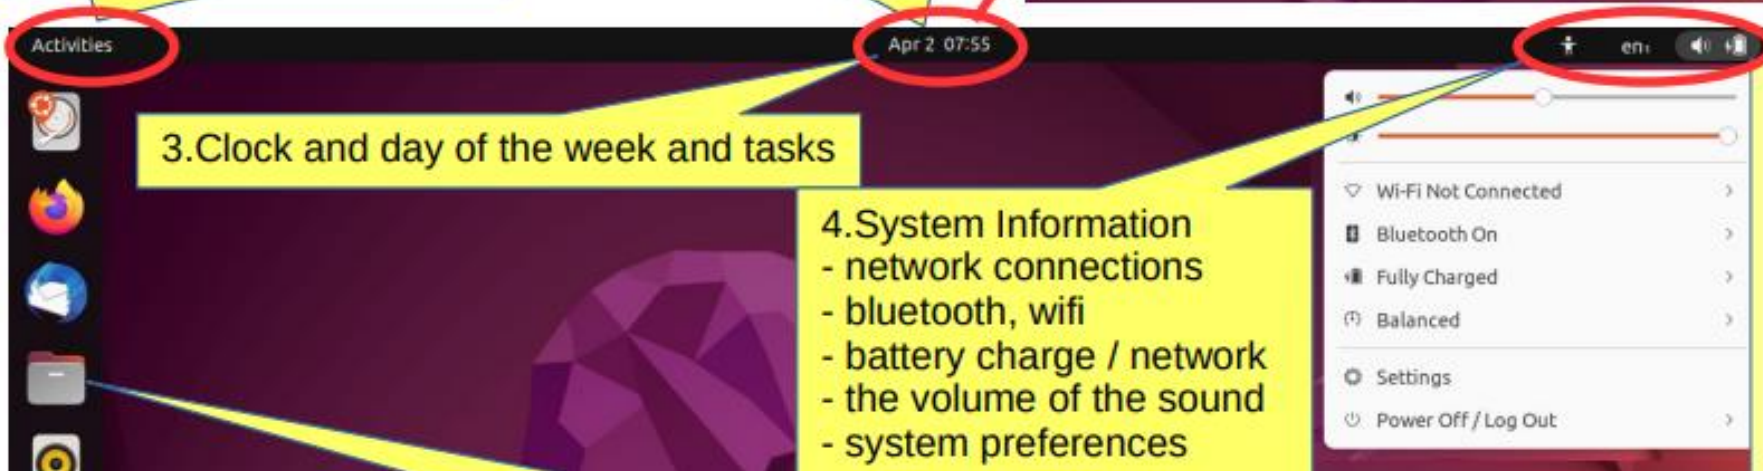 Activities
Apr 2 07:55
en₁
3.Clock and day of the week and tasks
4.System Information
- network connections
- bluetooth, wifi
- battery charge / network
- the volume of the sound
- system preferences
Wi-Fi Not Connected
Bluetooth On
Fully Charged
Balanced
Settings
Power Off / Log Out